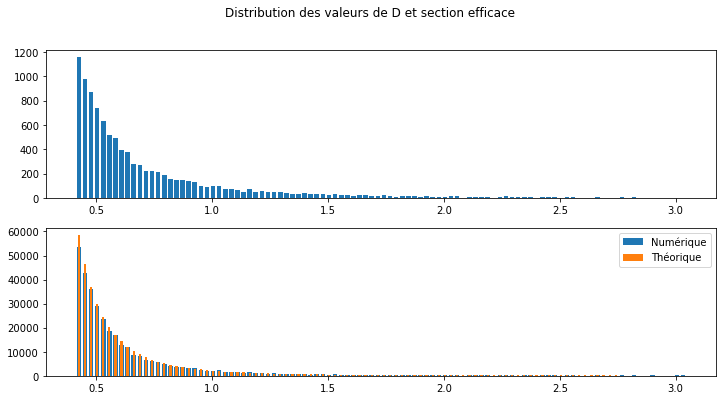 Distribution des valeurs de D et section efficace
1200
1000
800
600
400
200
0
0.5 1.0 1.5 2.0 2.5 3.0
60000
50000
40000
30000
20000
10000
0
Numérique
Théorique
0.5 1.0 1.5 2.0 2.5 3.0